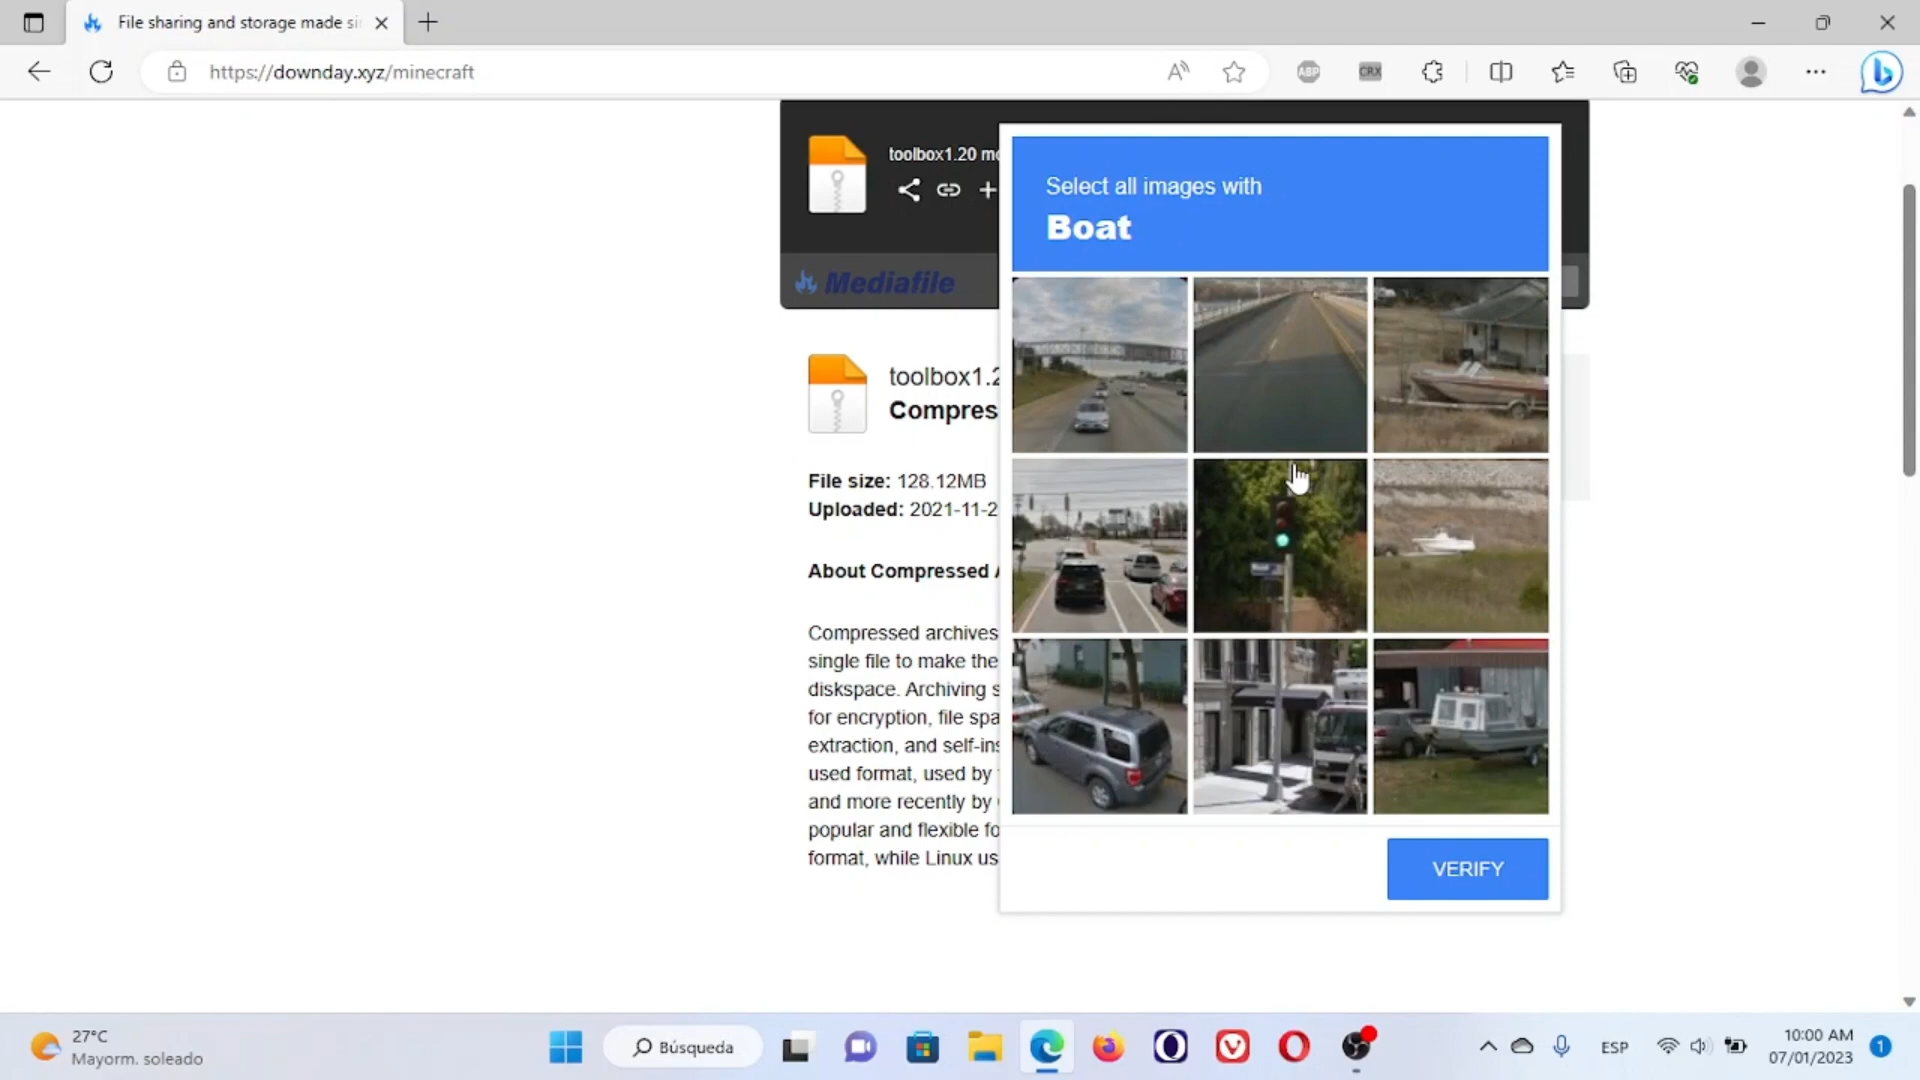 File sharing and storage made si
https://downday.xyz/minecraft
ABP
CRX
toolbox1.20 m
Mediafile
Select all images with
Boat
toolbox1.2
Compres
File size: 128.12MB
Uploaded: 2021-11-2
About Compressed A
Compressed archives
single file to make the
diskspace. Archiving s
for encryption, file spa
extraction, and self-ins
used format, used by
and more recently by
popular and flexible fo
format, while Linux us
VERIFY
27°C
Mayorm. soleado
Búsqueda
ESP
10:00 AM
07/01/2023
1